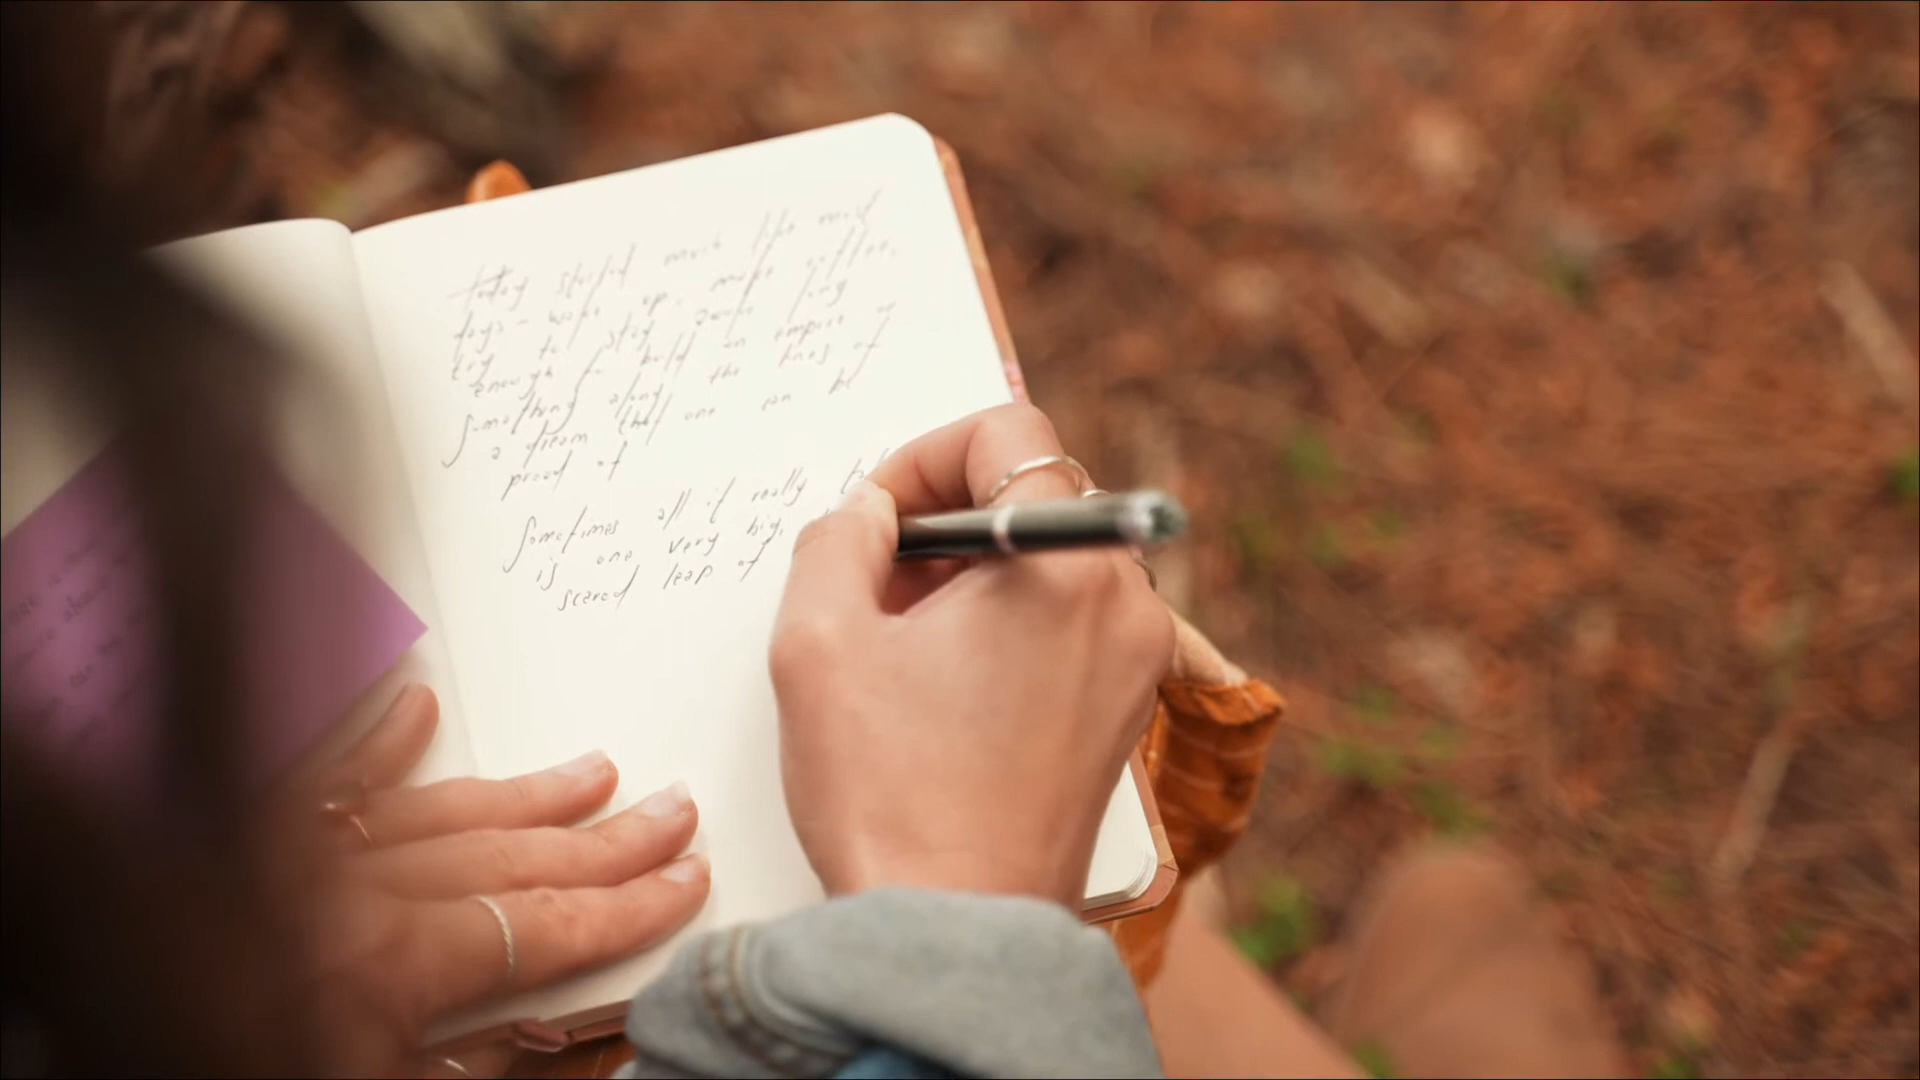 today started much like most
days - wake up, make coffee,
try to stay awake long
enough to build an empire or
something along the lines of
a dream that one can be
proud of
Sometimes all it really
is one very big,
scared leap of